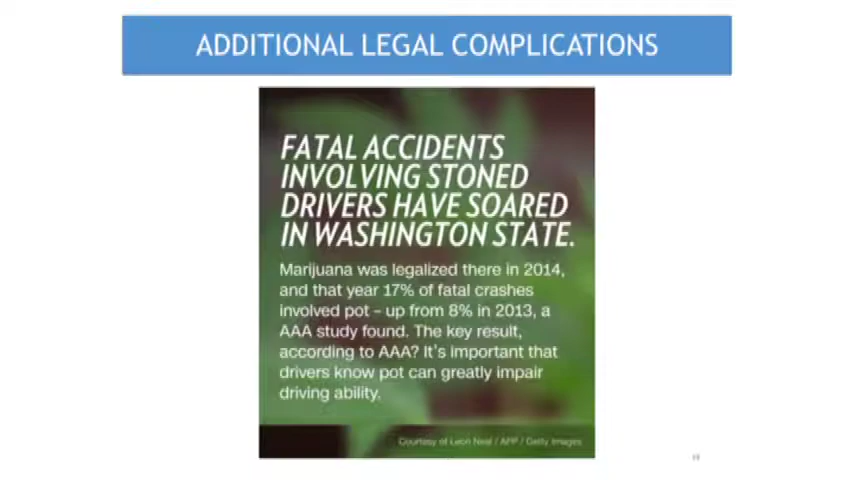 ADDITIONAL LEGAL COMPLICATIONS
FATAL ACCIDENTS
INVOLVING STONED
DRIVERS HAVE SOARED
IN WASHINGTON STATE.
Marijuana was legalized there in 2014,
and that year 17% of fatal crashes
involved pot – up from 8% in 2013, a
AAA study found. The key result,
according to AAA? It's important that
drivers know pot can greatly impair
driving ability.
Courtesy of Leon Neal / AFP / Getty Images